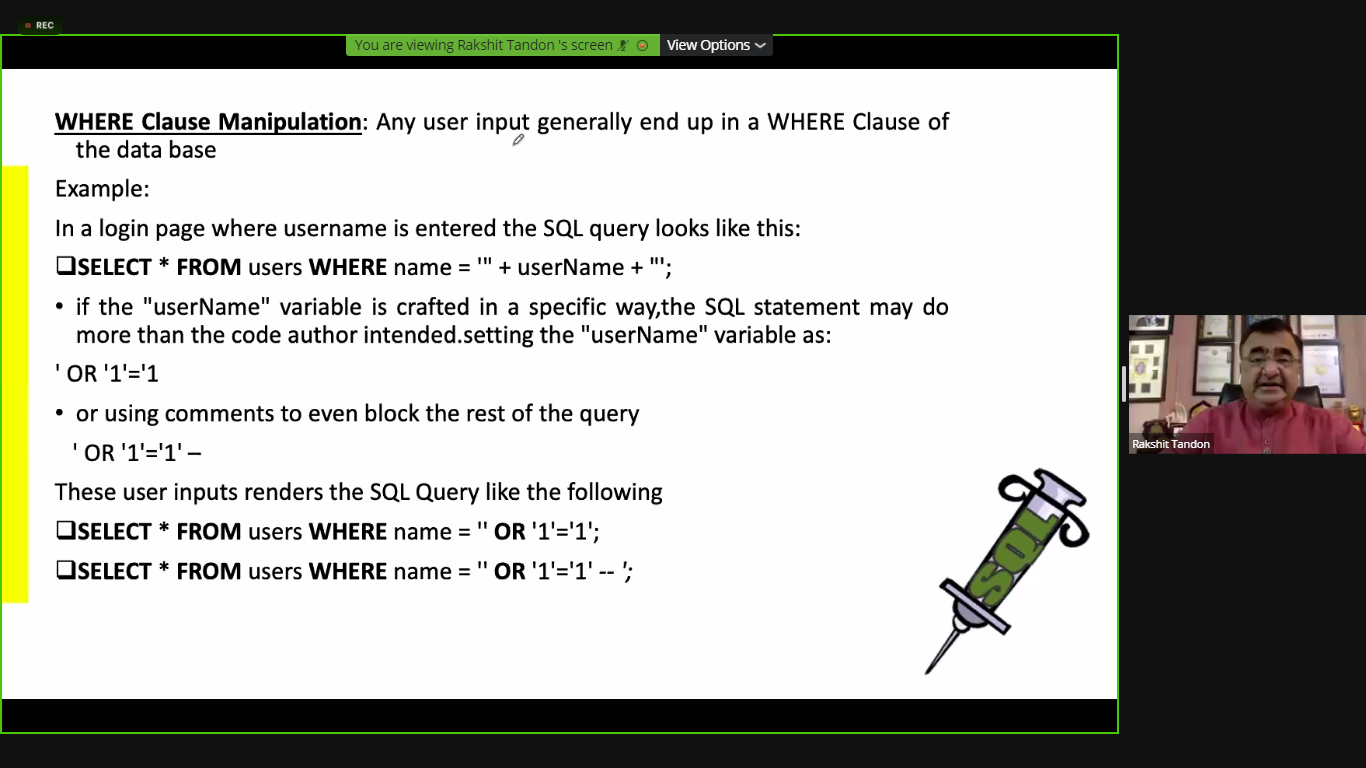 REC
You are viewing Rakshit Tandon 's screen
View Options
WHERE Clause Manipulation: Any user input generally end up in a WHERE Clause of
the data base
Example:
In a login page where username is entered the SQL query looks like this:
❑SELECT * FROM users WHERE name = '" + userName + "';
• if the "userName" variable is crafted in a specific way,the SQL statement may do
more than the code author intended.setting the "userName" variable as:
' OR '1'='1
• or using comments to even block the rest of the query
' OR '1'='1' –
These user inputs renders the SQL Query like the following
❑SELECT * FROM users WHERE name = '' OR '1'='1';
❑SELECT * FROM users WHERE name = '' OR '1'='1' -- ';
SQL
Rakshit Tandon